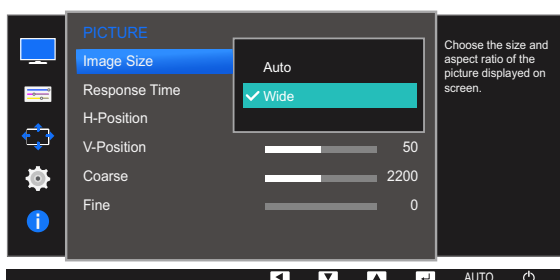 PICTURE
Image Size
Auto
Response Time
Wide
H-Position
V-Position 50
Coarse 2200
Fine 0
Choose the size and
aspect ratio of the
picture displayed on
screen.
AUTO